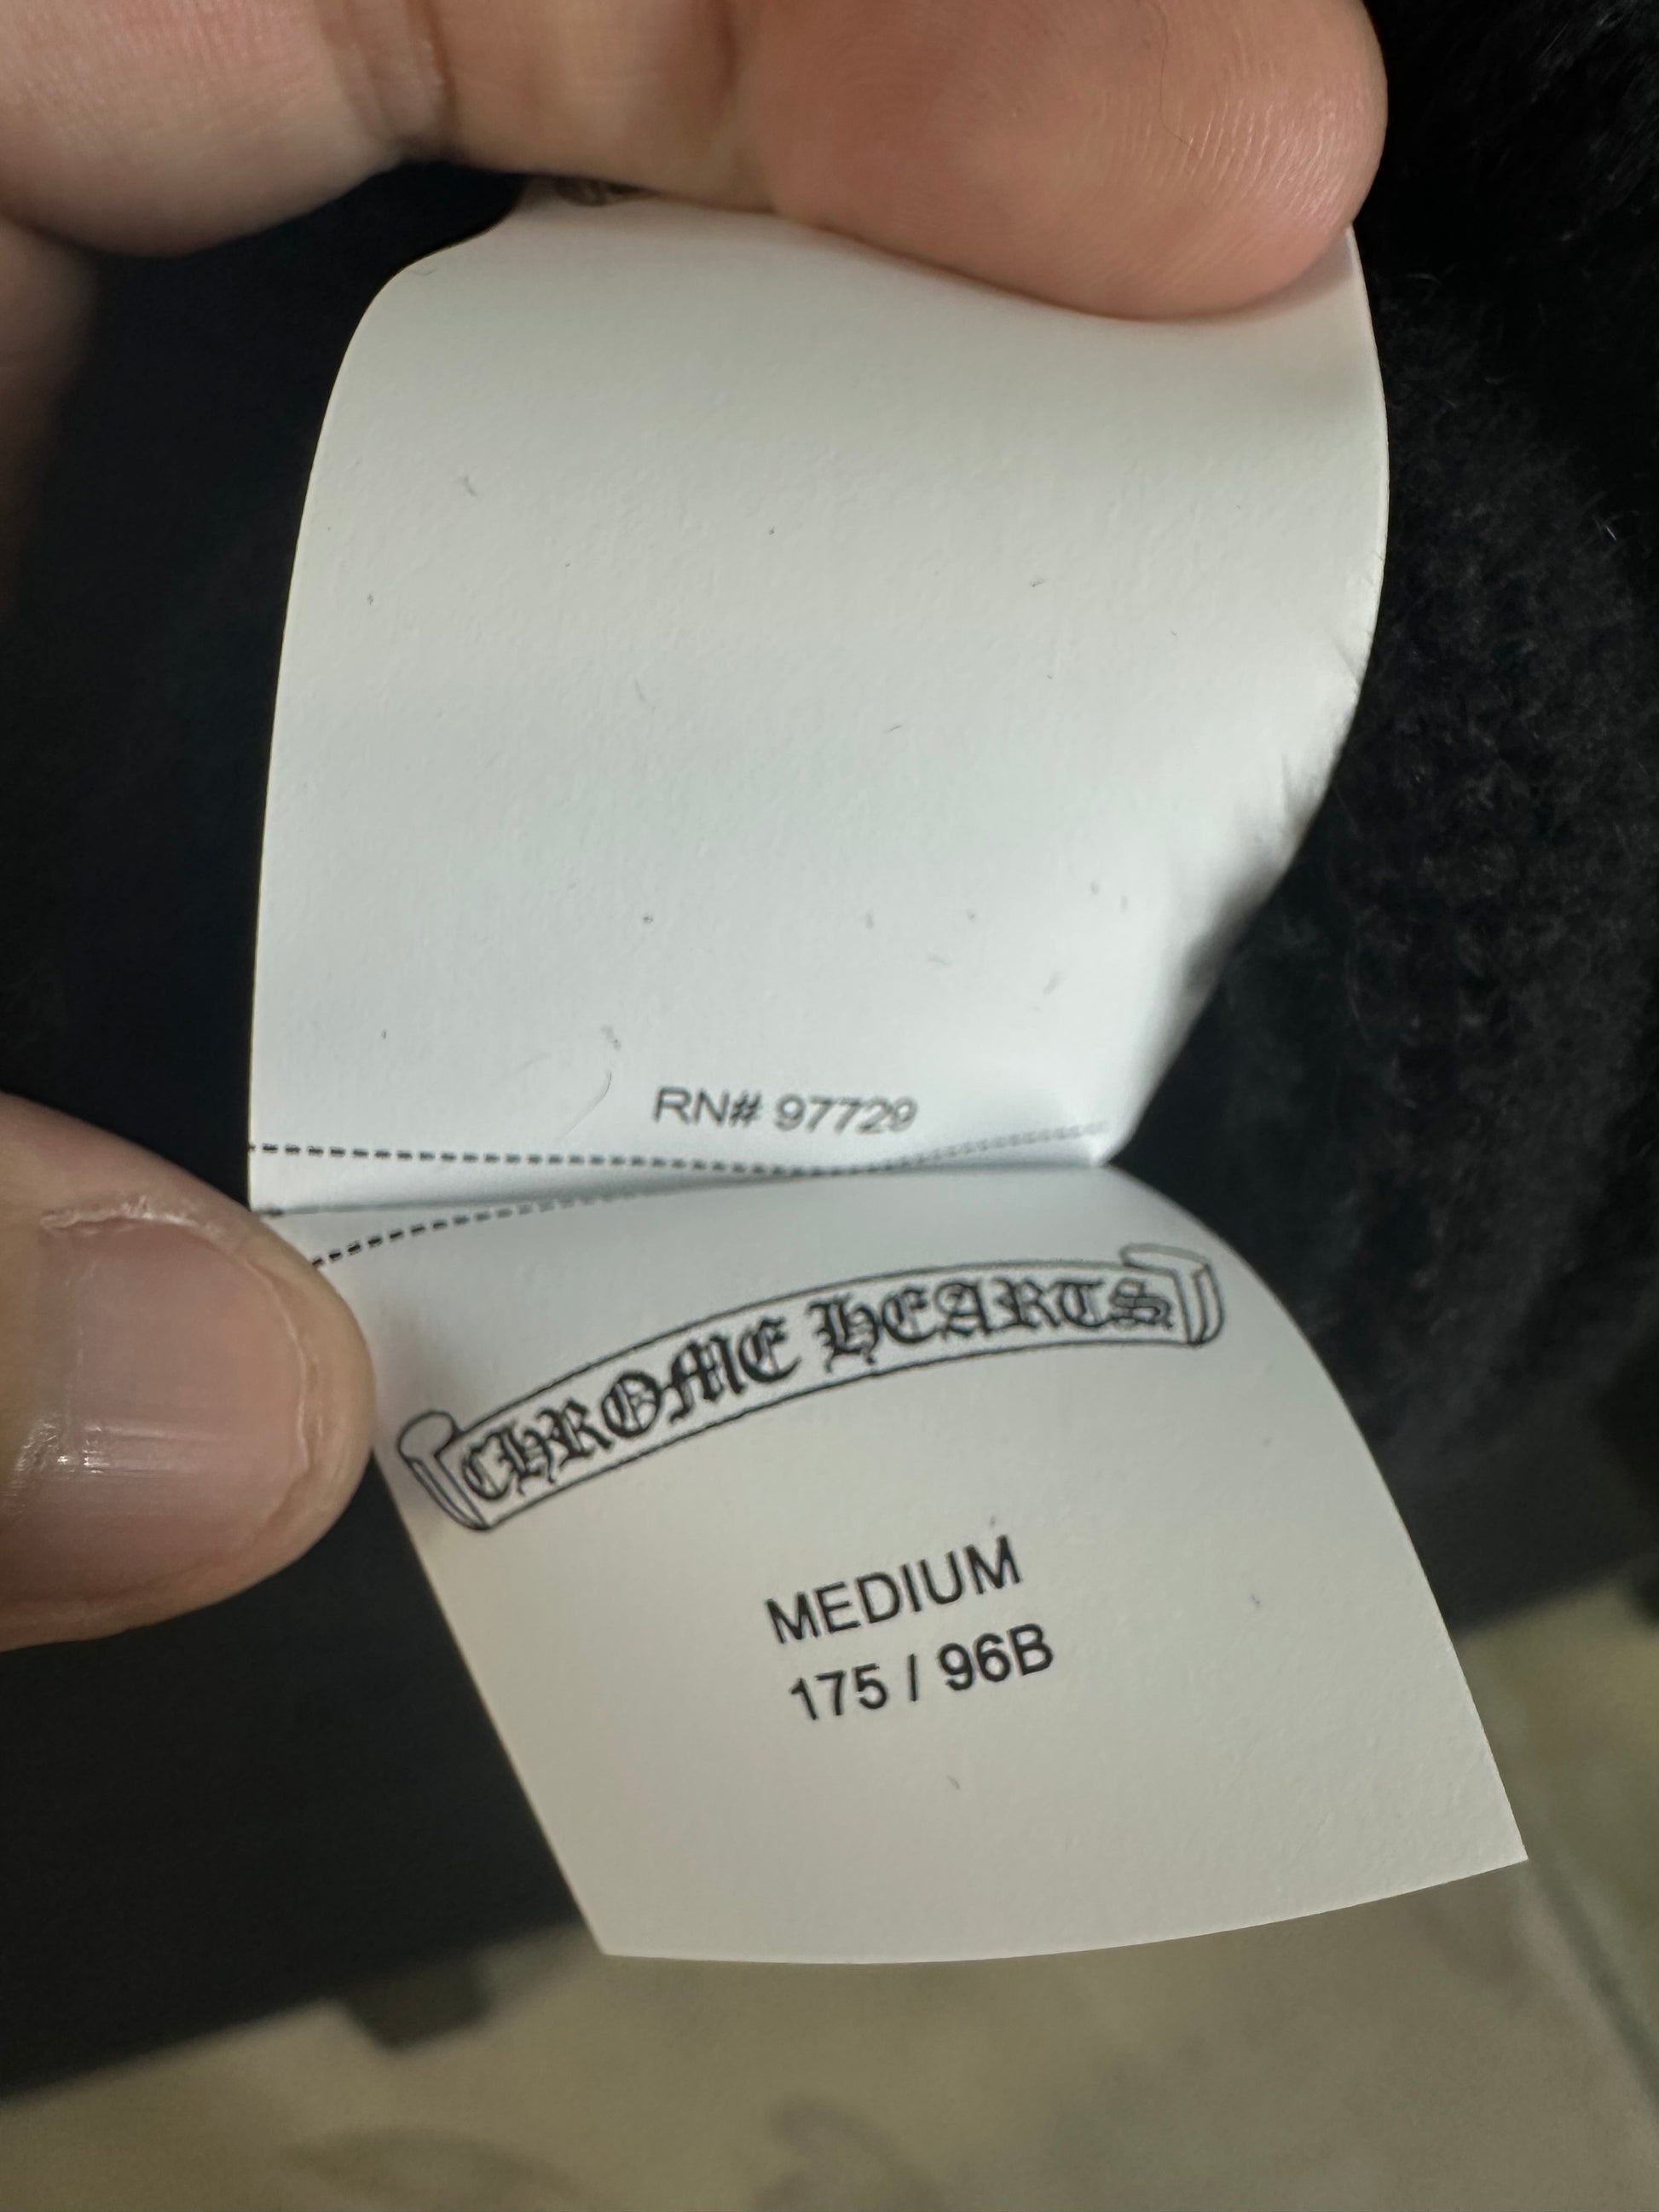 RN# 97729
CHROME HEARTS
MEDIUM
175 / 96B